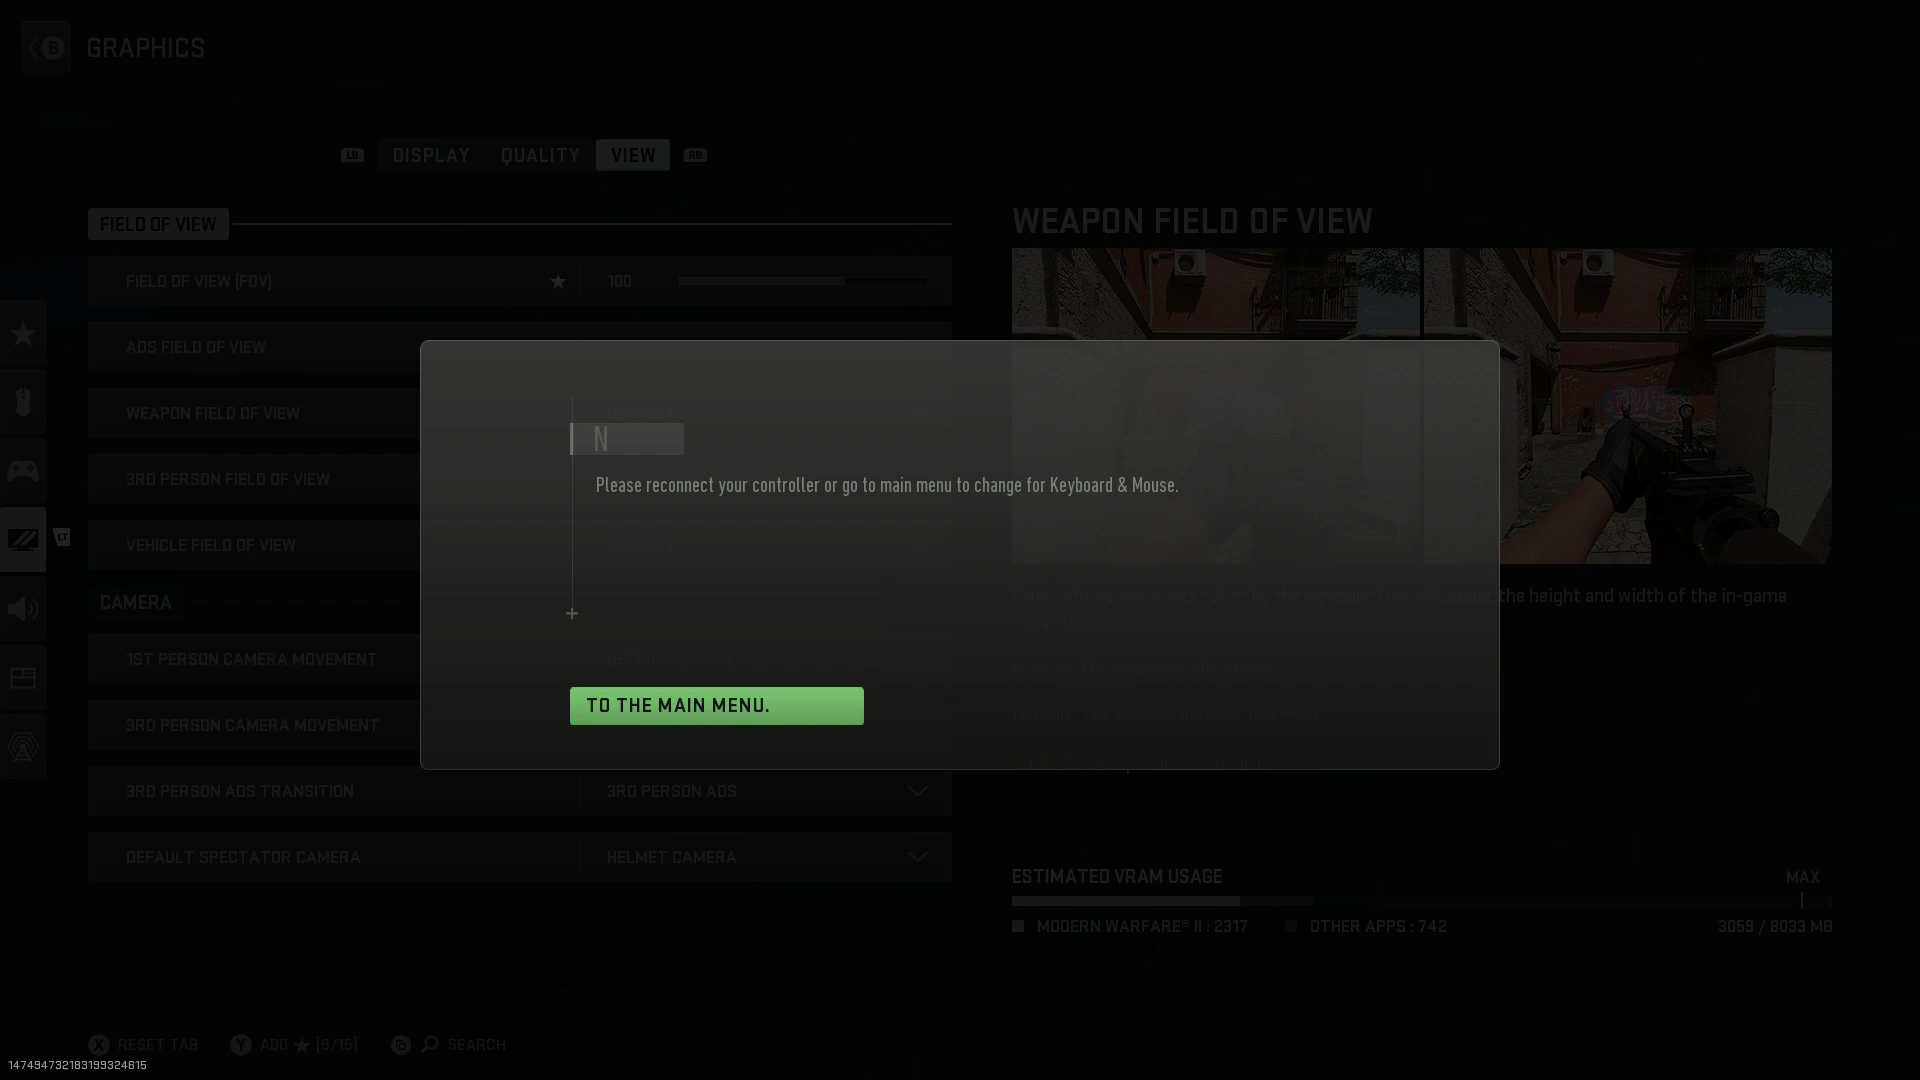 B
GRAPHICS
LB DISPLAY QUALITY VIEW RB
FIELD OF VIEW
WEAPON FIELD OF VIEW
FIELD OF VIEW (FOV) 100
ADS FIELD OF VIEW
WEAPON FIELD OF VIEW
N
3RD PERSON FIELD OF VIEW
Please reconnect your controller or go to main menu to change for Keyboard & Mouse.
LT
VEHICLE FIELD OF VIEW
the height and width of the in-game
CAMERA
1ST PERSON CAMERA MOVEMENT
TO THE MAIN MENU.
3RD PERSON CAMERA MOVEMENT
3RD PERSON ADS TRANSITION 3RD PERSON ADS
DEFAULT SPECTATOR CAMERA HELMET CAMERA
ESTIMATED VRAM USAGE MAX
MODERN WARFARE® II : 2317 OTHER APPS : 742 3059 / 8033 MB
X RESET TAB Y ADD ★ [9/15] SEARCH
147494732183199324615